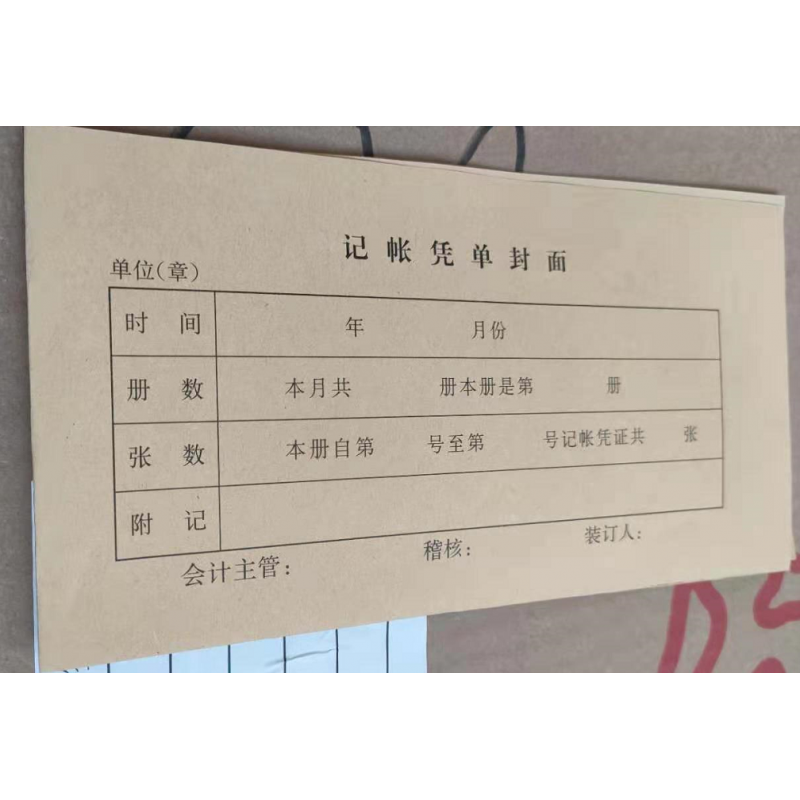 记帐凭单封面
单位(章)
时间 年 月份
册数 本月共 册本册是第 册
张数 本册自第 号至第 号记帐凭证共 张
附记
会计主管： 稽核： 装订人：